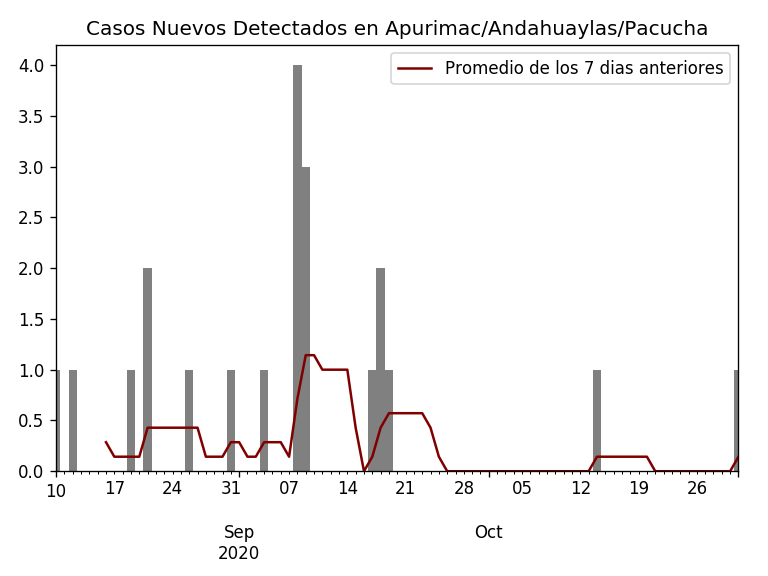 Casos Nuevos Detectados en Apurimac/Andahuaylas/Pacucha
Promedio de los 7 dias anteriores
4.0
3.5
3.0
2.5
2.0
1.5
1.0
0.5
0.0
10 17 24 31 07 14 21 28 05 12 19 26
Sep Oct
2020